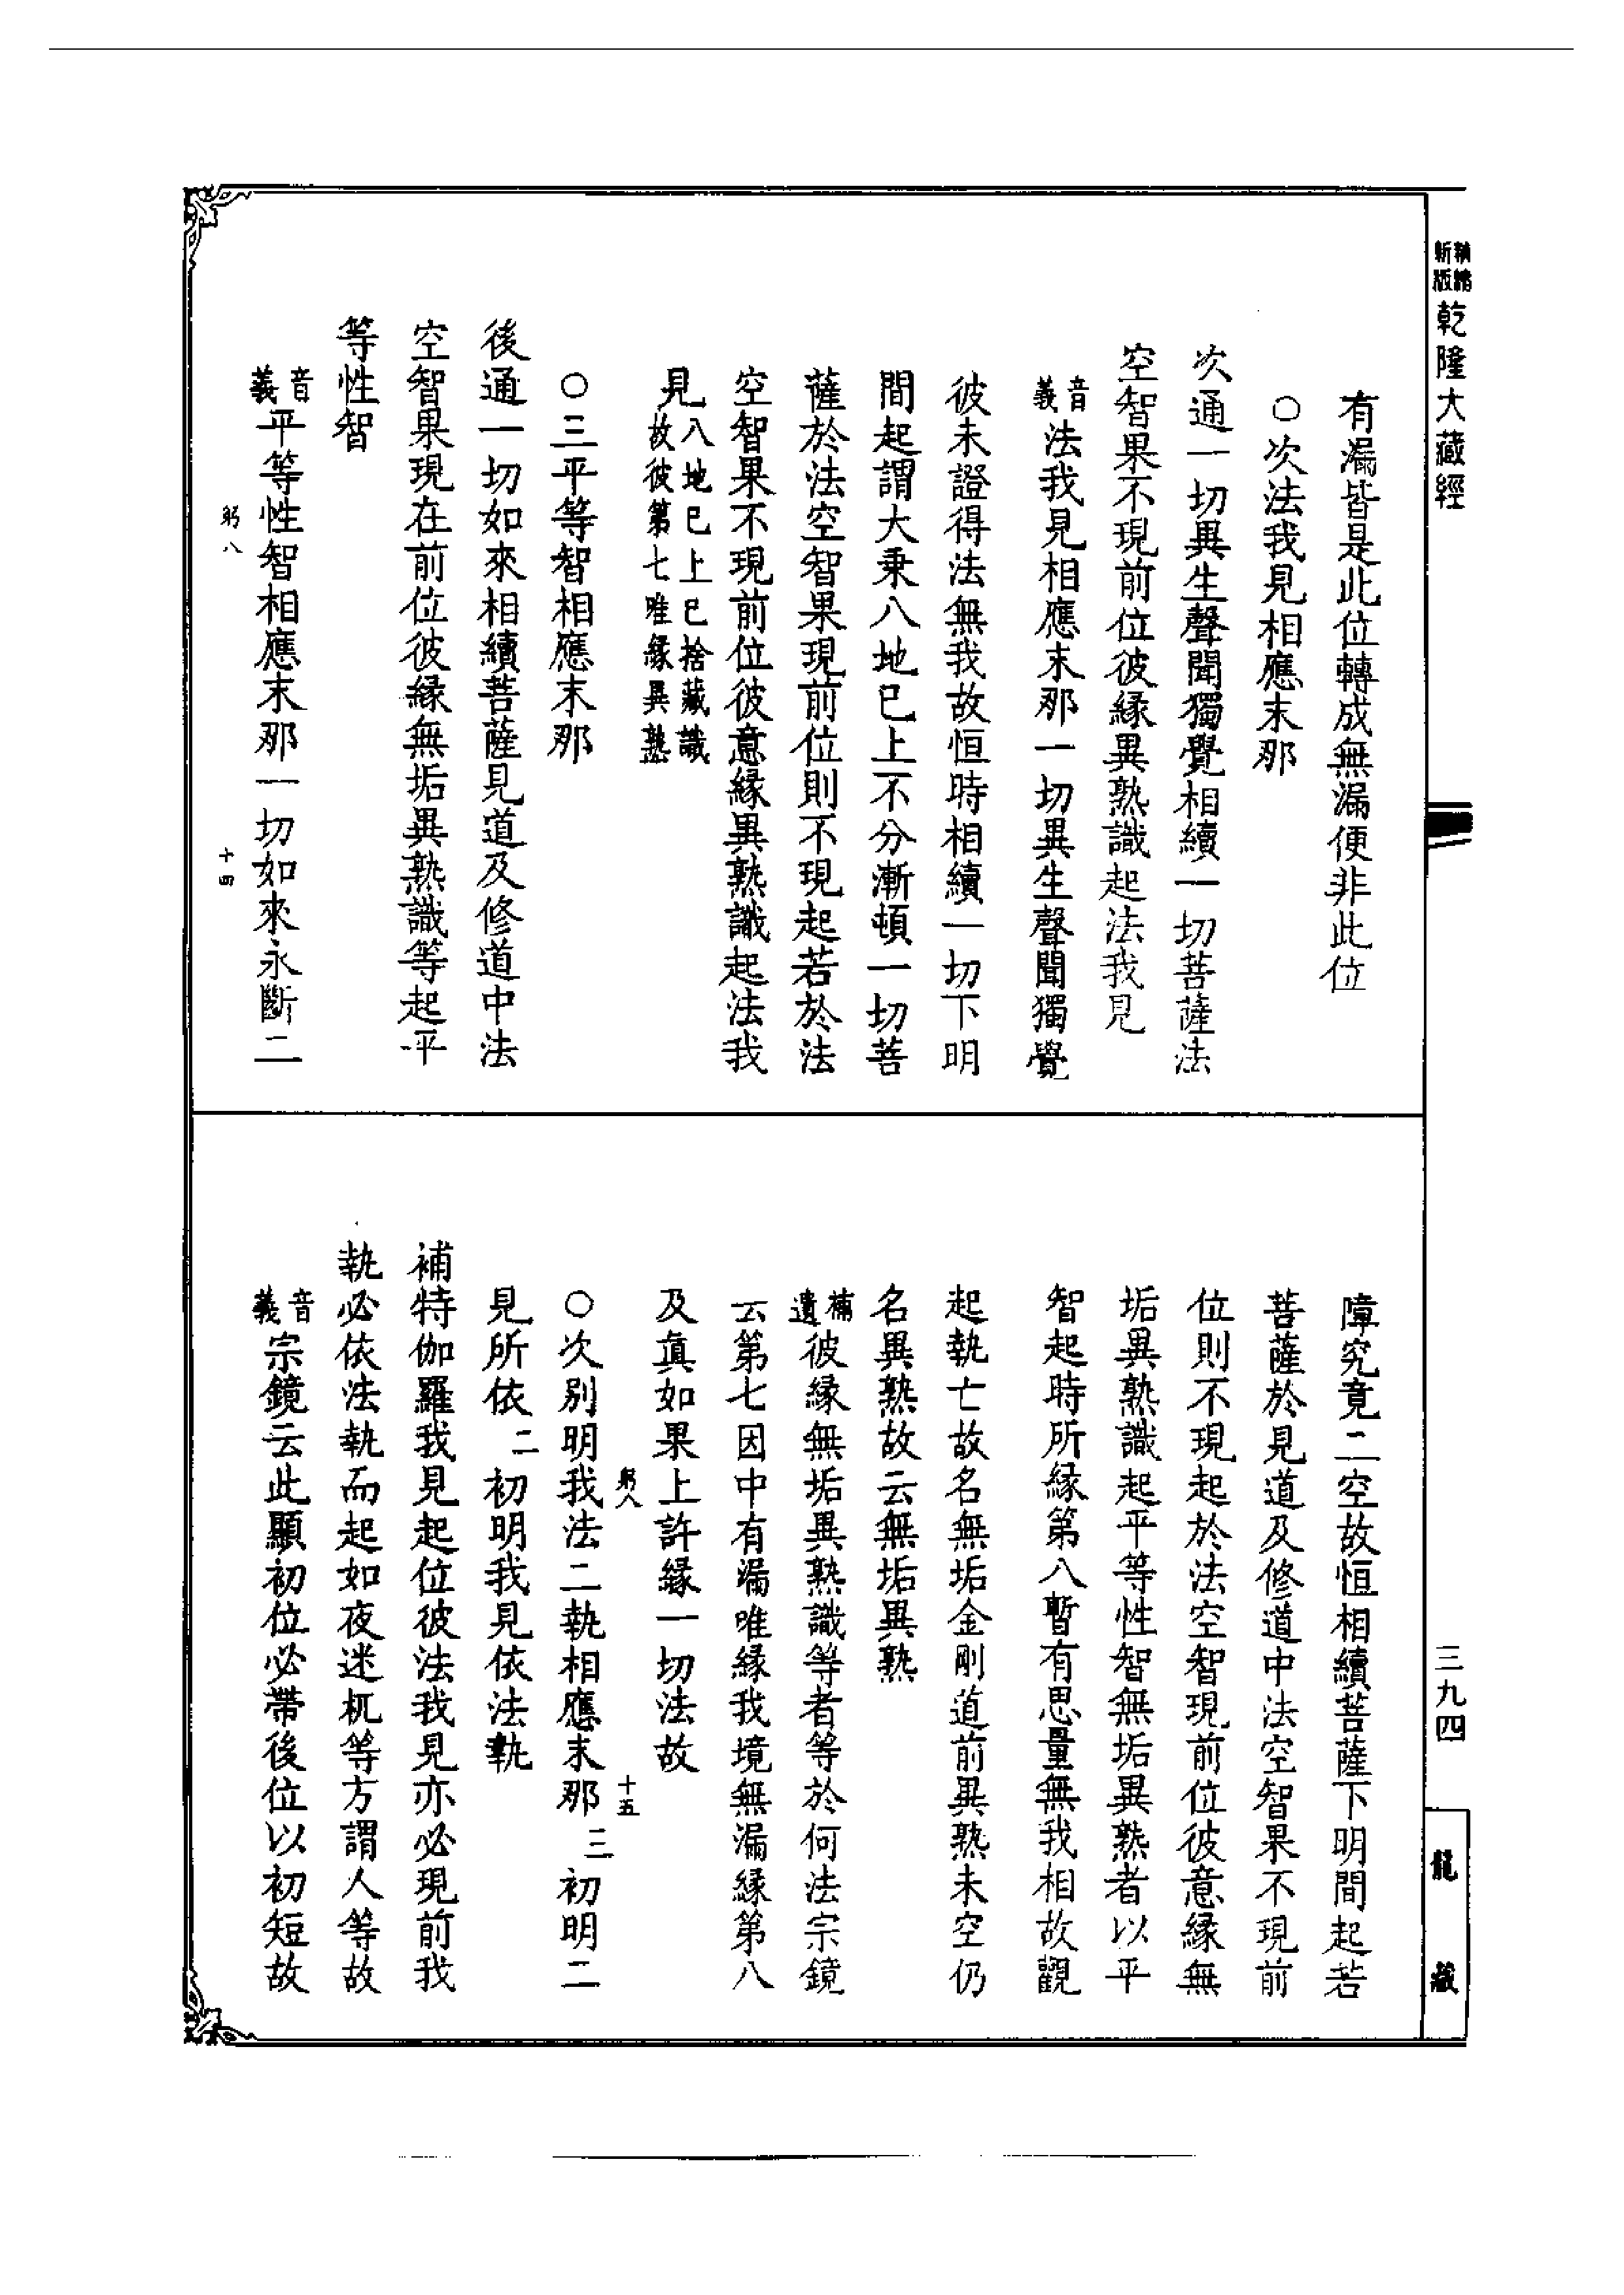 新版
乾隆大藏經
三九四
龍藏
有漏皆是此位轉成無漏便非此位
○次法我見相應末那
次通一切異生聲聞獨覺相續一切菩薩法
空智果不現前位彼緣異熟識起法我見
音義法我見相應末那一切異生聲聞獨覺
彼未證得法無我故恒時相續一切下明
間起謂大乗八地已上不分漸頓一切菩
薩於法空智果現前位則不現起若於法
空智果不現前位彼意緣異熟識起法我
見八地已上已捨藏識故彼第七唯緣異熟
○三平等智相應末那
後通一切如來相續菩薩見道及修道中法
空智果現在前位彼緣無垢異熟識等起平
等性智
音義平等性智相應末那一切如來永斷二
躬八
十四
障究竟二空故恒相續菩薩下明間起若
菩薩於見道及修道中法空智果不現前
位則不現起於法空智現前位彼意緣無
垢異熟識起平等性智無垢異熟者以平
智起時所緣第八暫有思量無我相故觀
起執亡故名無垢金剛道前異熟未空仍
名異熟故云無垢異熟
補遺彼緣無垢異熟識等者等於何法宗鏡
云第七因中有漏唯緣我境無漏緣第八
及眞如果上許緣一切法故
躬八
十五
○次別明我法二執相應末那三初明二
見所依二初明我見依法執
補特伽羅我見起位彼法我見亦必現前我
執必依法執而起如夜迷杌等方謂人等故
音義宗鏡云此顯初位必帶後位以初短故